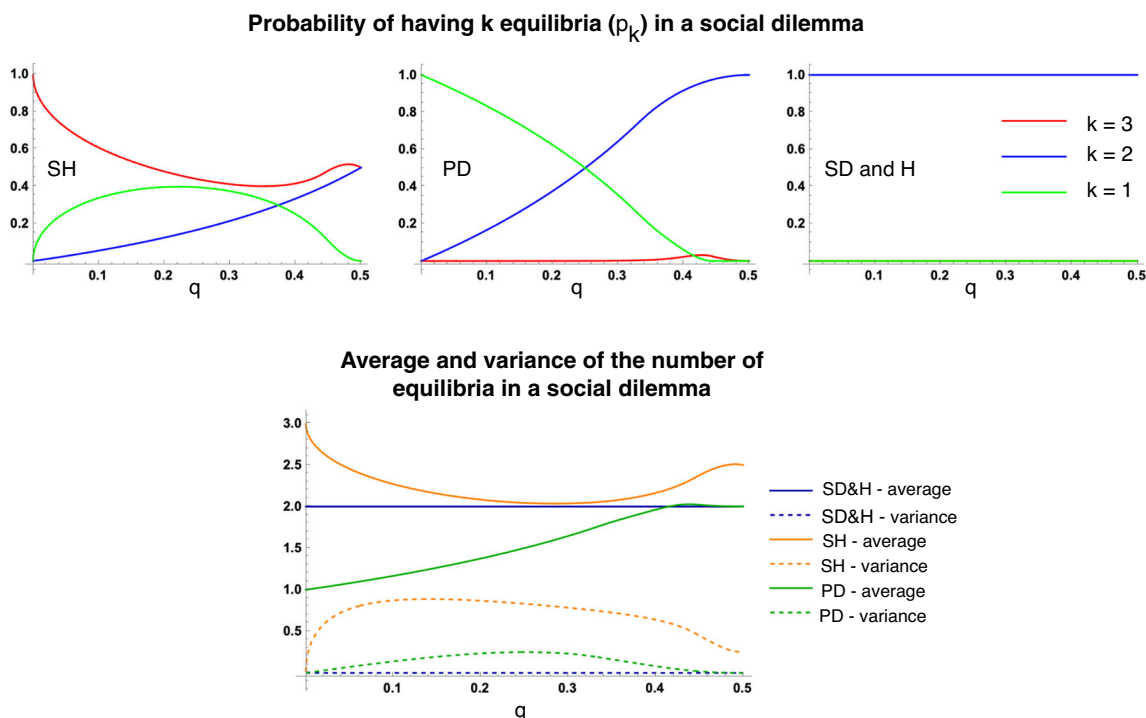 Probability of having k equilibria (pk) in a social dilemma
1.0
0.8
0.6
0.4
0.2
SH
0.1 0.2 0.3 0.4 0.5
q
1.0
0.8
0.6
0.4
0.2
PD
0.1 0.2 0.3 0.4 0.5
q
1.0
0.8
0.6
0.4
0.2
SD and H
k = 3
k = 2
k = 1
0.1 0.2 0.3 0.4 0.5
q
Average and variance of the number of
equilibria in a social dilemma
3.0
2.5
2.0
1.5
1.0
0.5
0.1 0.2 0.3 0.4 0.5
q
SD&H - average
SD&H - variance
SH - average
SH - variance
PD - average
PD - variance